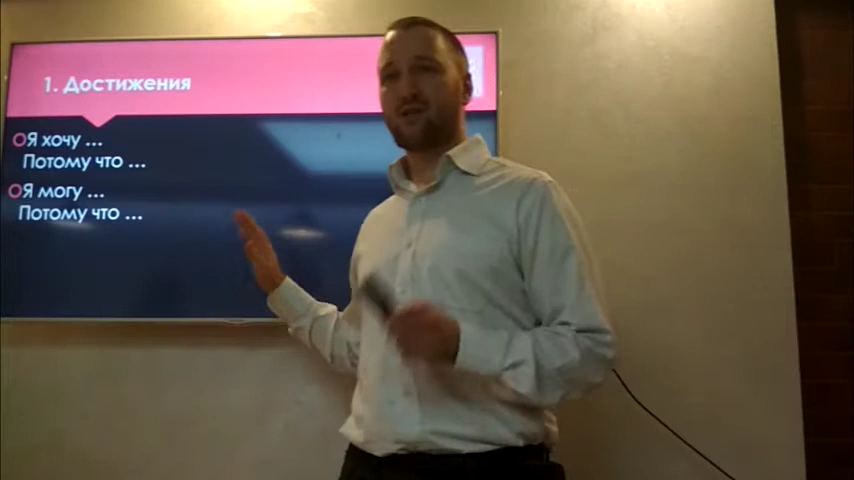 1. Достижения
Я хочу ...
Потому что ...
Я могу ...
Потому что ...